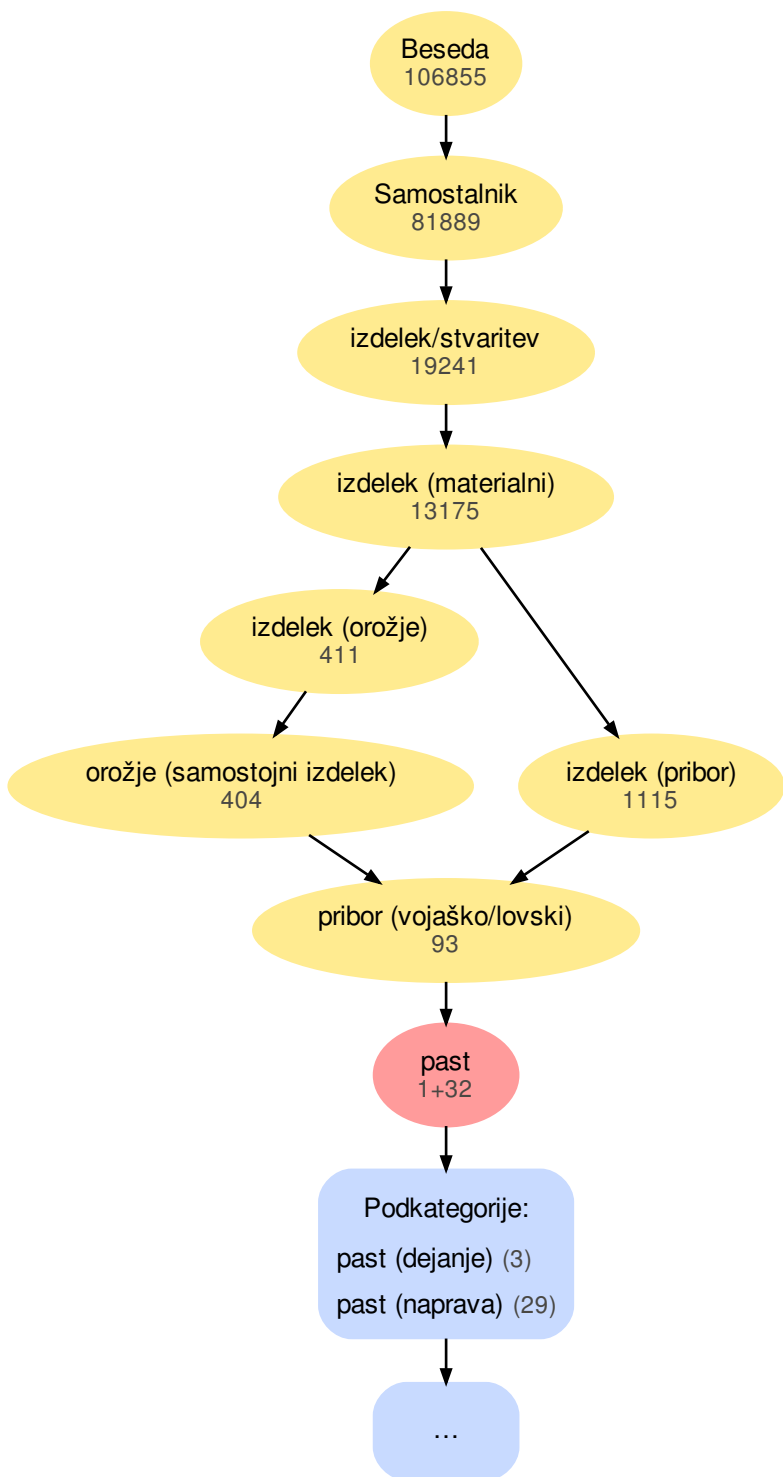 Beseda
106855
Samostalnik
81889
izdelek/stvaritev
19241
izdelek (materialni)
13175
izdelek (orožje)
411
orožje (samostojni izdelek)
404
izdelek (pribor)
1115
pribor (vojaško/lovski)
93
past
1+32
Podkategorije:
past (dejanje) (3)
past (naprava) (29)
...